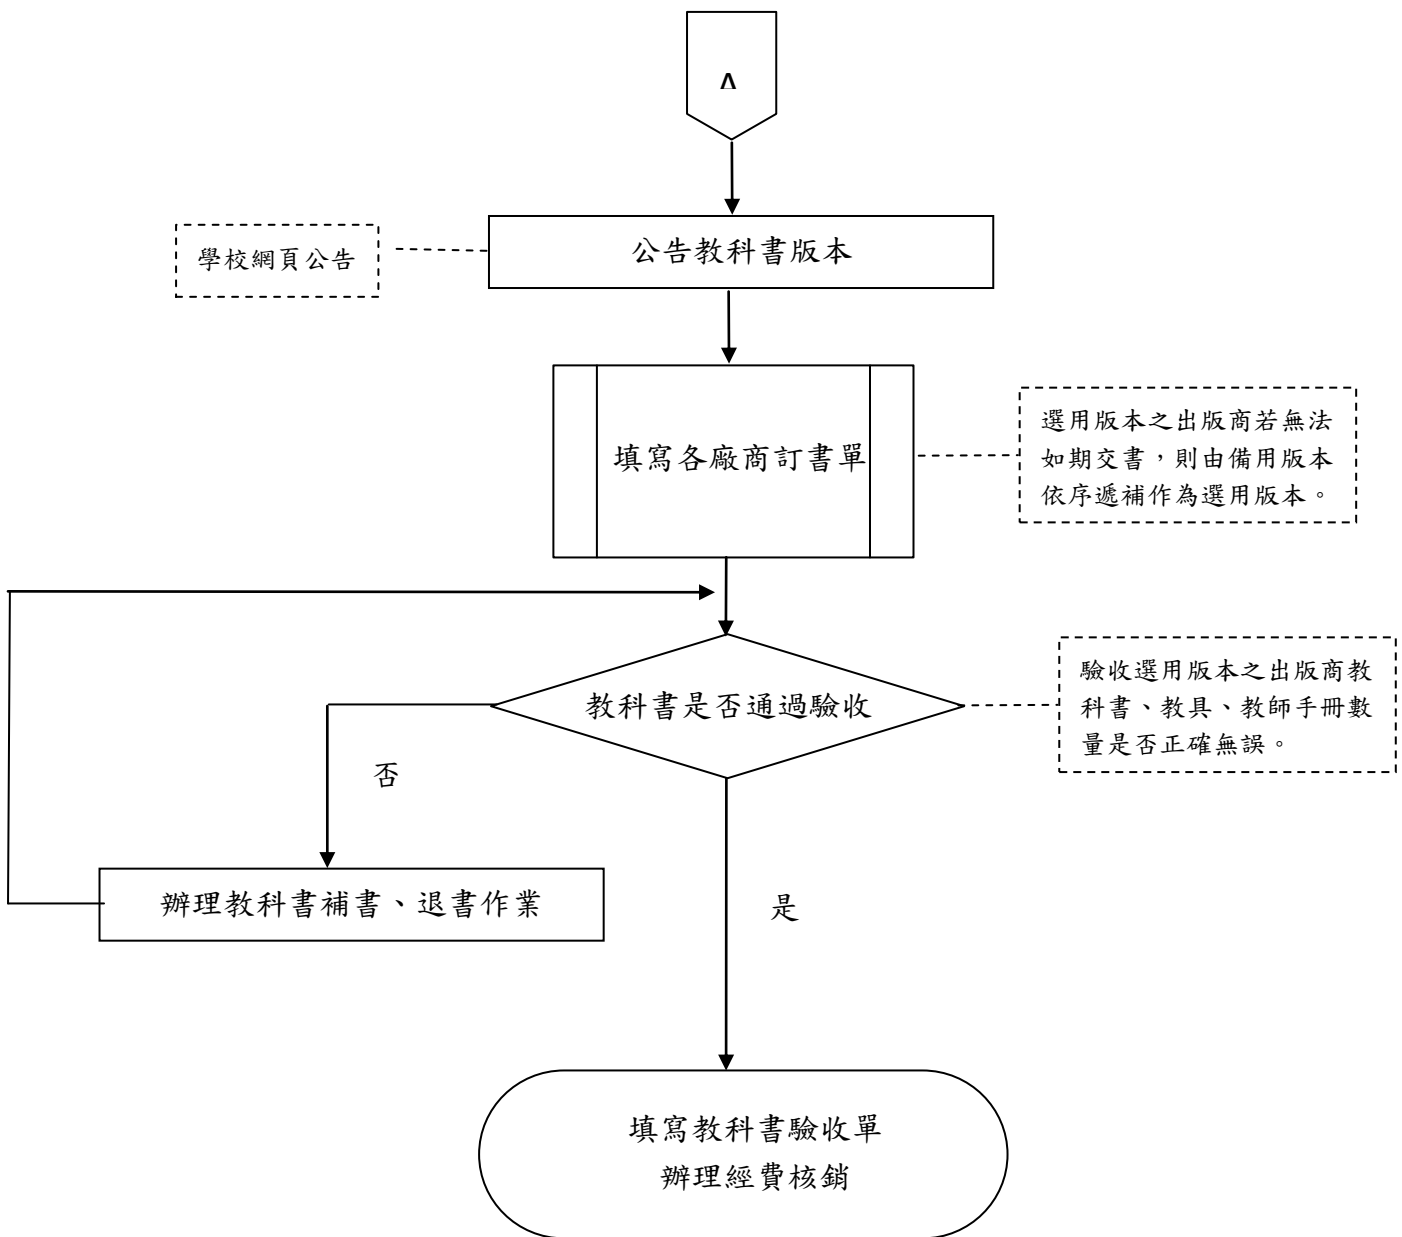 A
公告教科書版本
學校網頁公告
填寫各廠商訂書單
選用版本之出版商若無法
如期交書,則由備用版本
依序遞補作為選用版本。
教科書是否通過驗收
驗收選用版本之出版商教
科書、教具、教師手冊數
量是否正確無誤。
否
辦理教科書補書、退書作業
是
填寫教科書驗收單
辦理經費核銷